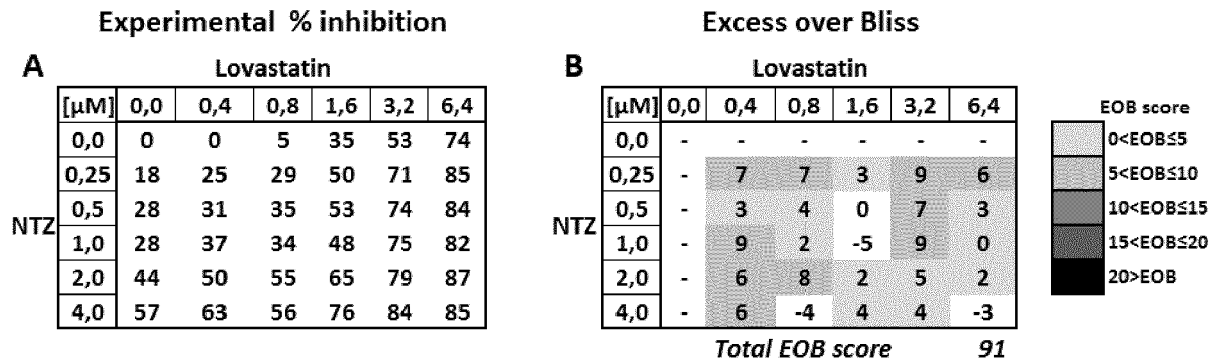 Experimental % inhibition
A
Lovastatin
[µM] 0,0 0,4 0,8 1,6 3,2 6,4
0,0 0 0 5 35 53 74
0,25 18 25 29 50 71 85
0,5 28 31 35 53 74 84
NTZ
1,0 28 37 34 48 75 82
2,0 44 50 55 65 79 87
4,0 57 63 56 76 84 85
Excess over Bliss
B
Lovastatin
[µM] 0,0 0,4 0,8 1,6 3,2 6,4
0,0 - - - - - -
0,25 - 7 7 3 9 6
0,5 - 3 4 0 7 3
NTZ
1,0 - 9 2 -5 9 0
2,0 - 6 8 2 5 2
4,0 - 6 -4 4 4 -3
Total EOB score 91
EOB score
0<EOB≤5
5<EOB≤10
10<EOB≤15
15<EOB≤20
20>EOB